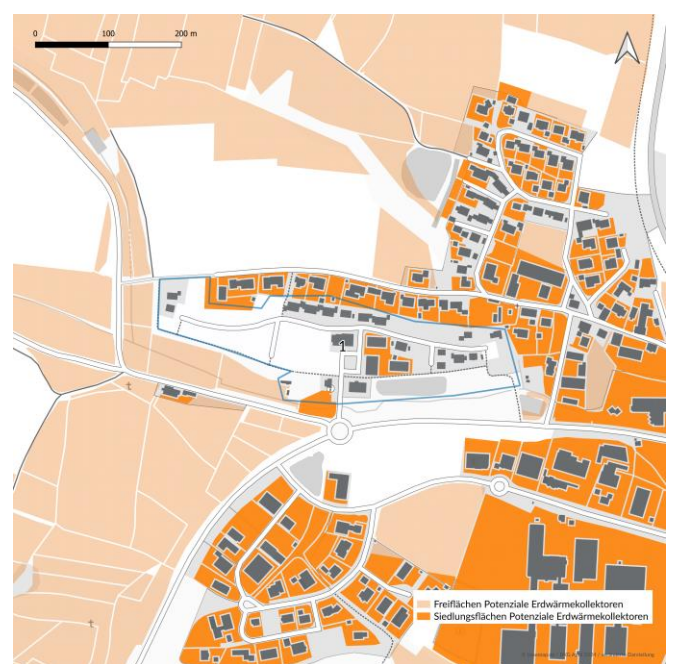 0 100 200 m
1
Freiflächen Potenziale Erdwärmekollektoren
Siedlungsflächen Potenziale Erdwärmekollektoren